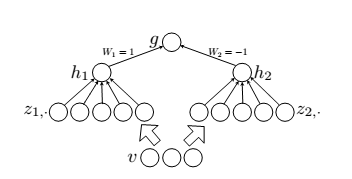 g
W₁ = 1 W₂ = −1
h₁ h₂
z₁,· z₂,·
v